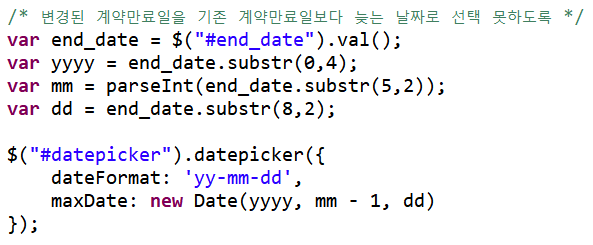 /* 변경된 계약만료일을 기존 계약만료일보다 늦는 날짜로 선택 못하도록 */
var end_date = $("#end_date").val();
var yyyy = end_date.substr(0,4);
var mm = parseInt(end_date.substr(5,2));
var dd = end_date.substr(8,2);

$("#datepicker").datepicker({
    dateFormat: 'yy-mm-dd',
    maxDate: new Date(yyyy, mm - 1, dd)
});